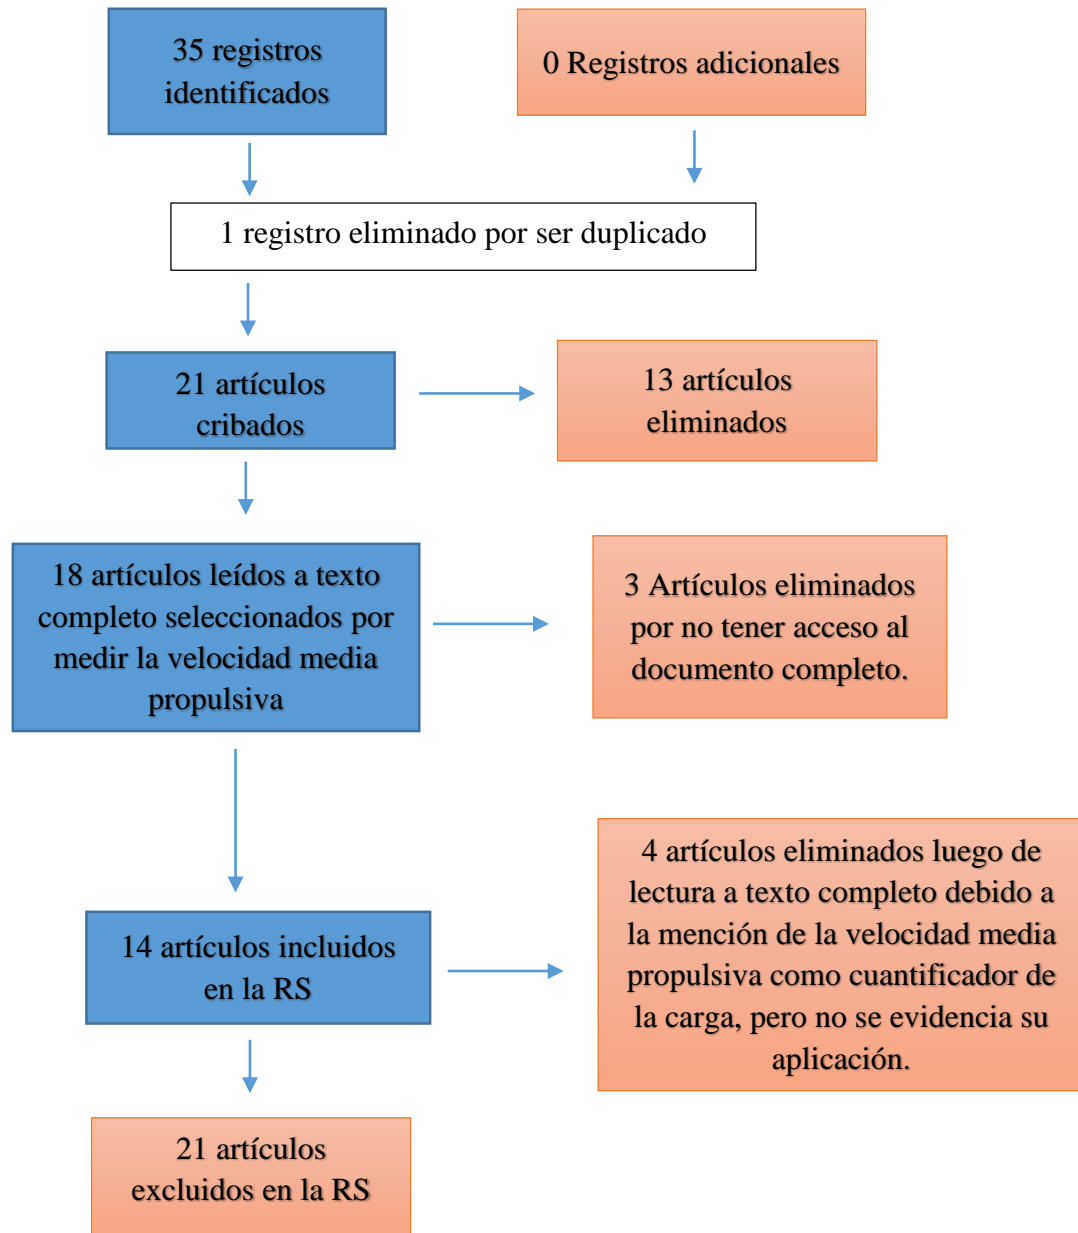 35 registros
identificados
0 Registros adicionales
1 registro eliminado por ser duplicado
21 artículos
cribados
13 artículos
eliminados
18 artículos leídos a texto
completo seleccionados por
medir la velocidad media
propulsiva
3 Artículos eliminados
por no tener acceso al
documento completo.
14 artículos incluidos
en la RS
4 artículos eliminados luego de
lectura a texto completo debido a
la mención de la velocidad media
propulsiva como cuantificador de
la carga, pero no se evidencia su
aplicación.
21 artículos
excluidos en la RS